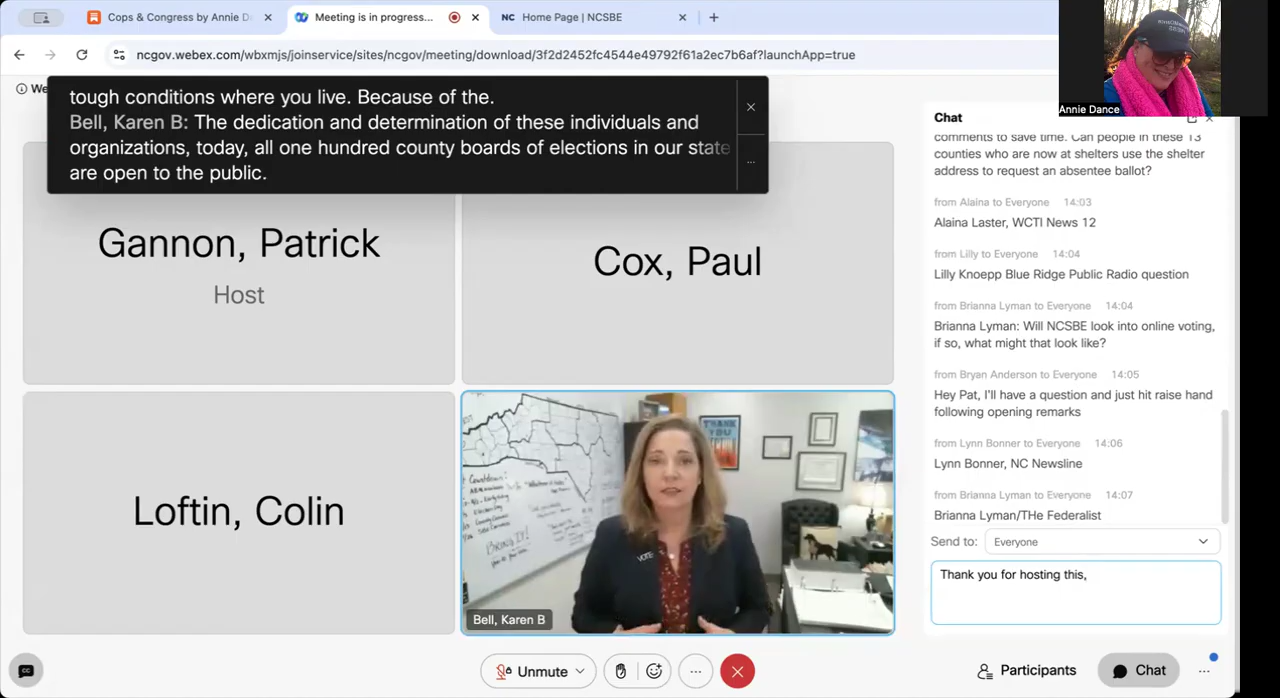 Cops & Congress by Annie D
Meeting is in progress...
NC Home Page | NCSBE
ncgov.webex.com/wbxmjs/joinservice/sites/ncgov/meeting/download/3f2d2452fc4544e49792f61a2ec7b6af?launchApp=true
We
tough conditions where you live. Because of the.
Bell, Karen B: The dedication and determination of these individuals and
organizations, today, all one hundred county boards of elections in our state
are open to the public.
Gannon, Patrick
Host
Cox, Paul
Loftin, Colin
THANK
YOU
BRING IT!
VOTE
Bell, Karen B
Annie Dance
Chat
comments to save time. Can people in these 13
counties who are now at shelters use the shelter
address to request an absentee ballot?
from Alaina to Everyone 14:03
Alaina Laster, WCTI News 12
from Lilly to Everyone 14:04
Lilly Knoepp Blue Ridge Public Radio question
from Brianna Lyman to Everyone 14:04
Brianna Lyman: Will NCSBE look into online voting,
if so, what might that look like?
from Bryan Anderson to Everyone 14:05
Hey Pat, I'll have a question and just hit raise hand
following opening remarks
from Lynn Bonner to Everyone 14:06
Lynn Bonner, NC Newsline
from Brianna Lyman to Everyone 14:07
Brianna Lyman/THe Federalist
Send to: Everyone
Thank you for hosting this,
CC
Unmute
Participants
Chat